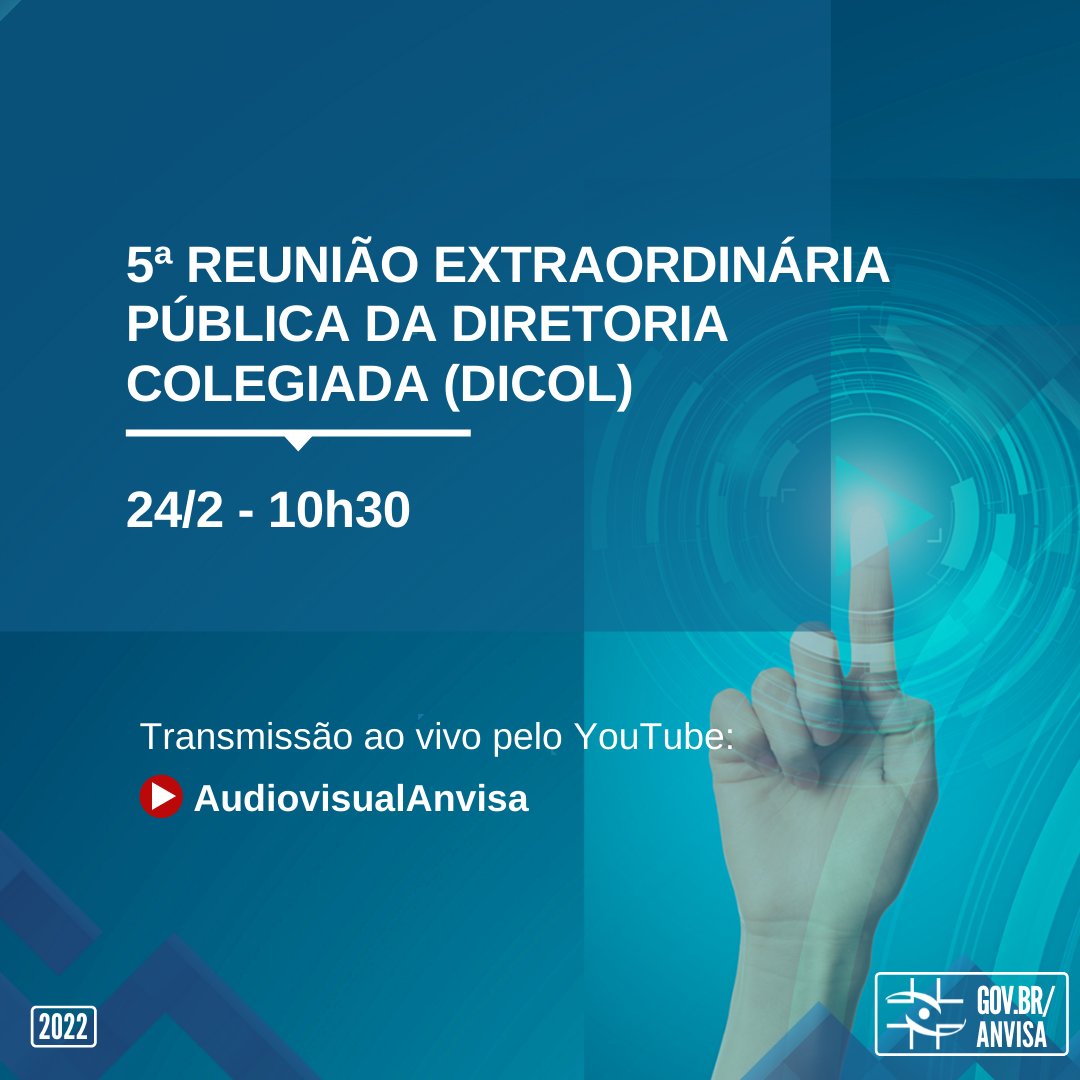 5ª REUNIÃO EXTRAORDINÁRIA
PÚBLICA DA DIRETORIA
COLEGIADA (DICOL)
24/2 - 10h30
Transmissão ao vivo pelo YouTube:
AudiovisualAnvisa
2022
GOV.BR/
ANVISA